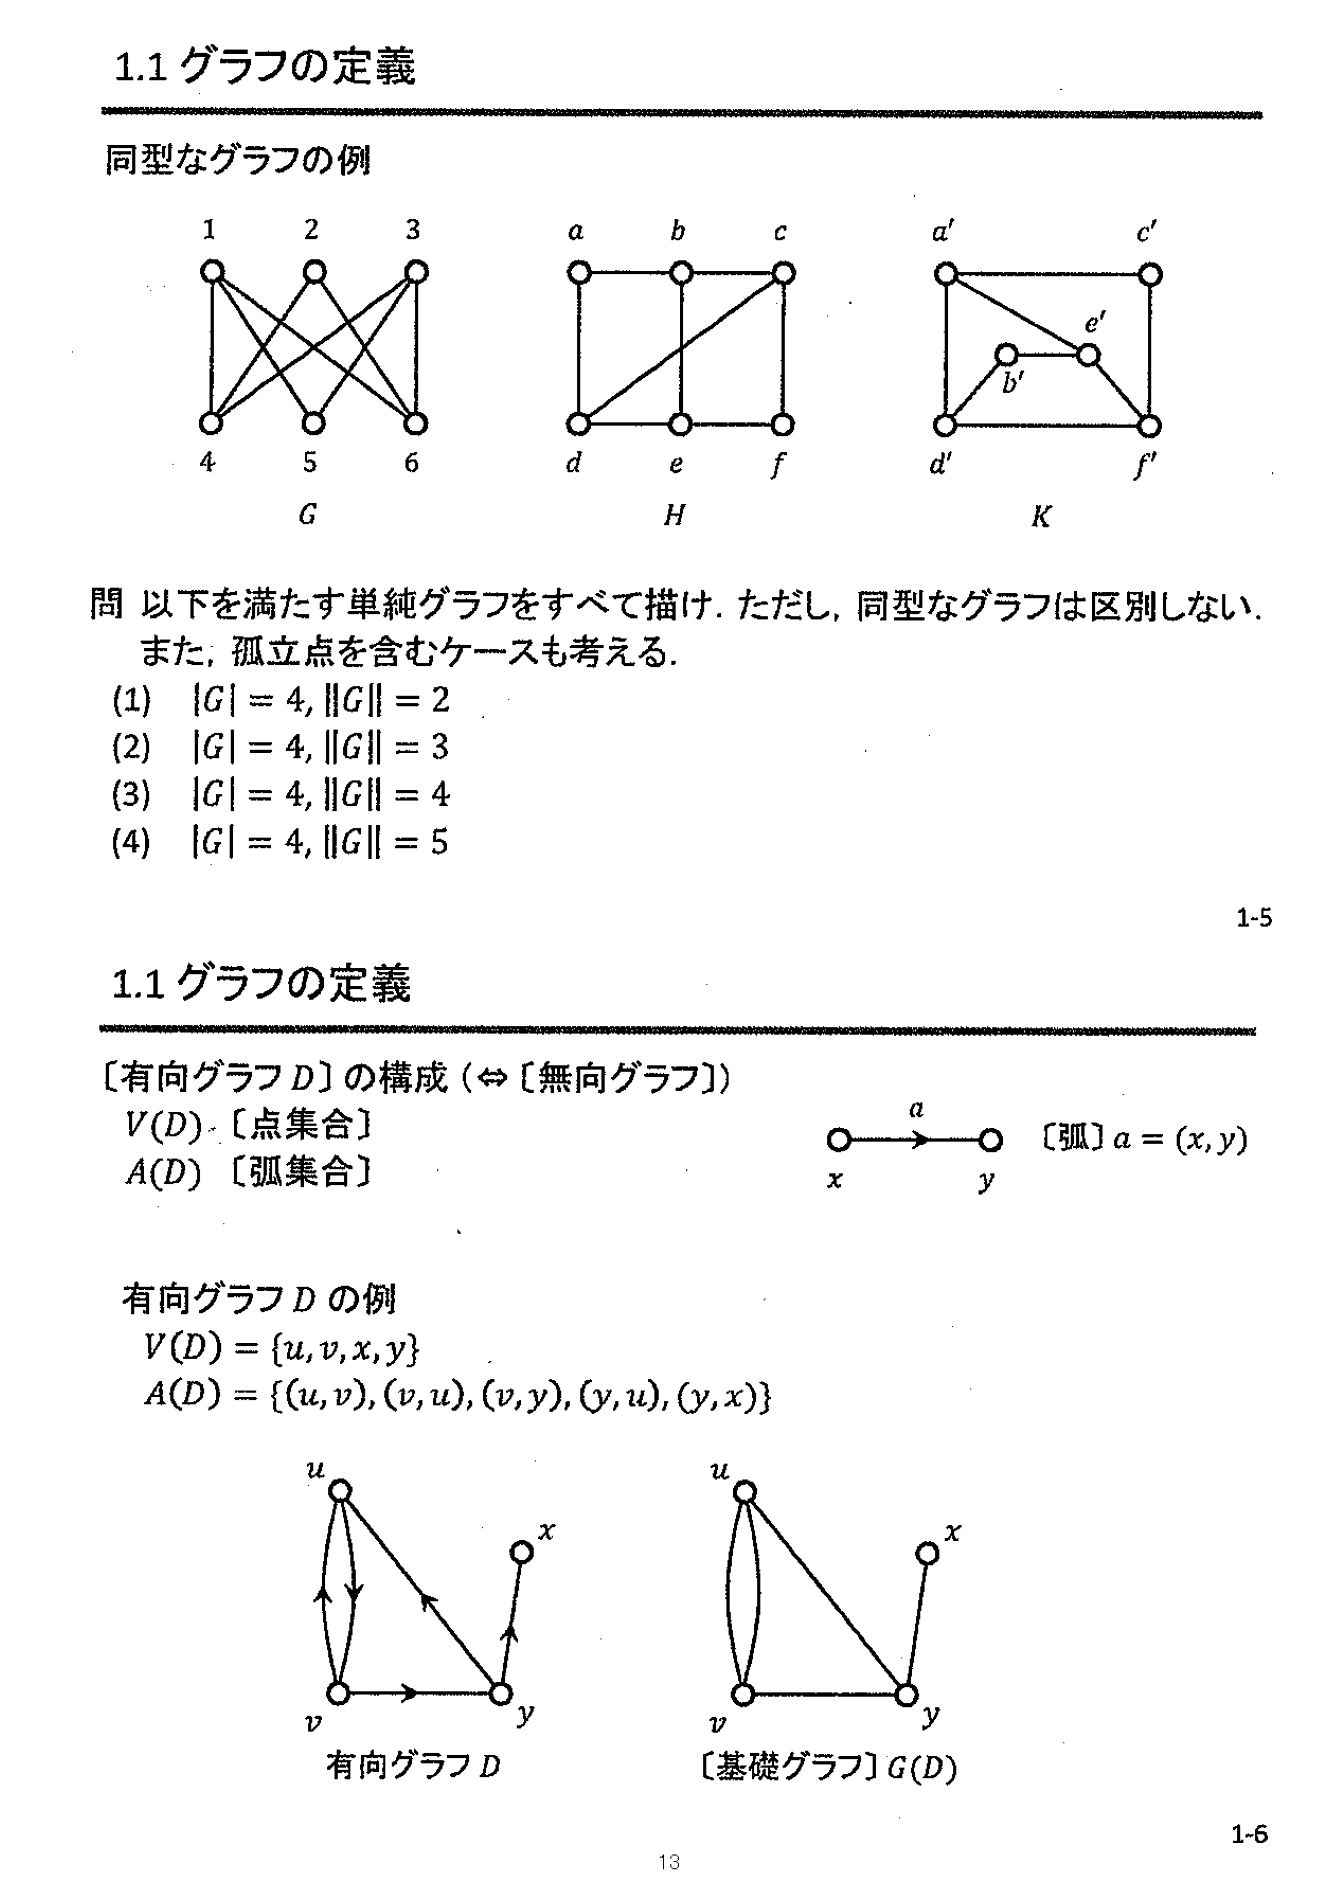 1.1 グラフの定義
同型なグラフの例
1 2 3
a b c
a' c'
e'
b'
4 5 6
d e f
d' f'
G H K
問 以下を満たす単純グラフをすべて描け. ただし, 同型なグラフは区別しない.
また, 孤立点を含むケースも考える.
(1) |G| = 4, ||G|| = 2
(2) |G| = 4, ||G|| = 3
(3) |G| = 4, ||G|| = 4
(4) |G| = 4, ||G|| = 5
1-5
1.1 グラフの定義
〔有向グラフ D〕の構成 (⇔〔無向グラフ〕)
V(D) 〔点集合〕
A(D) 〔弧集合〕
a
〔弧〕 a = (x, y)
x y
有向グラフ D の例
V(D) = {u, v, x, y}
A(D) = {(u, v), (v, u), (v, y), (y, u), (y, x)}
u
x
v y
有向グラフ D
u
x
v y
〔基礎グラフ〕 G(D)
1-6
13